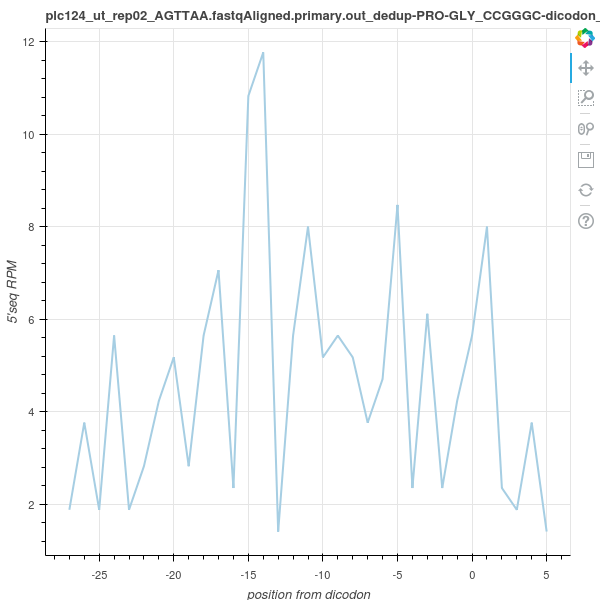 plc124_ut_rep02_AGTTAA.fastqAligned.primary.out_dedup-PRO-GLY_CCGGGC-dicodon_
12
10
8
6
4
2
5'seq RPM
-25 -20 -15 -10 -5 0 5
position from dicodon